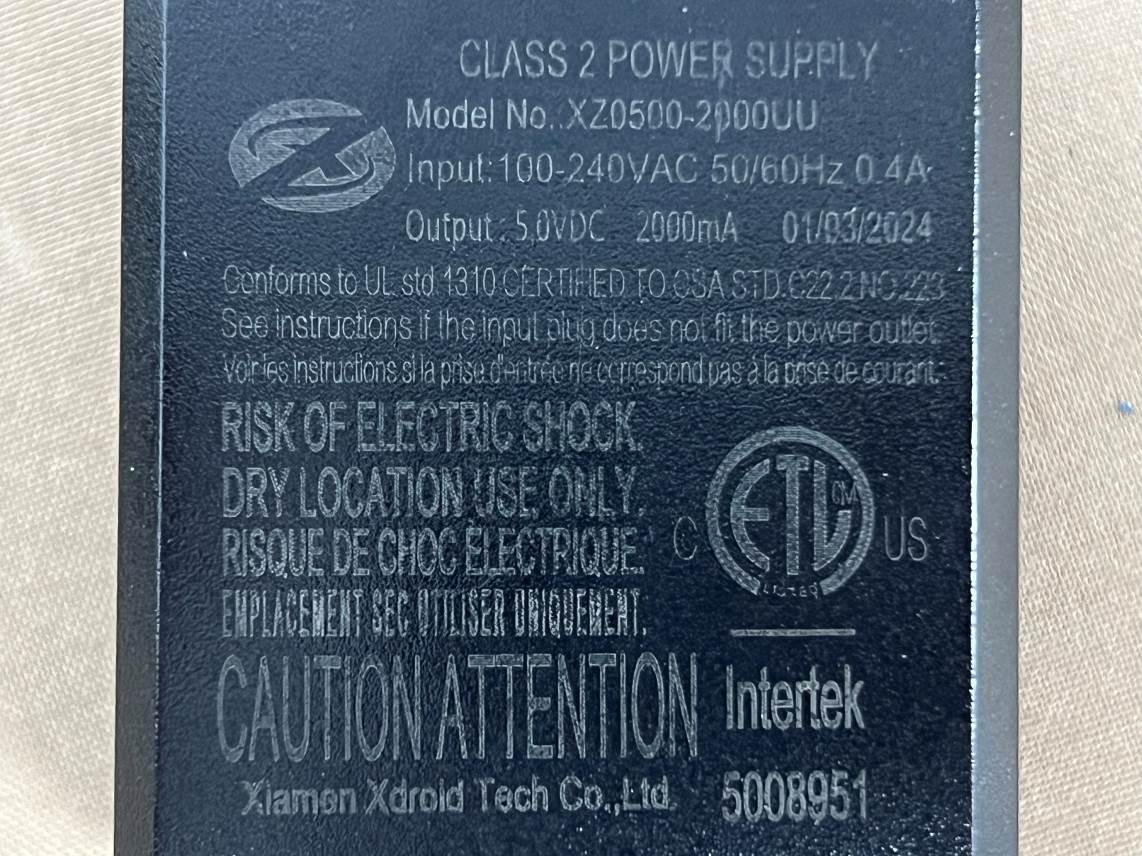 CLASS 2 POWER SUPPLY
Model No.:XZ0500-2000UU
Input:100-240VAC 50/60Hz 0.4A
Output: 5.0VDC 2000mA 01/03/2024
Conforms to UL std.1310 CERTIFIED TO CSA STD.C22.2 NO.223
See instructions if the input plug does not fit the power outlet.
Voir les instructions si la prise d'entrée ne correspond pas à la prise de courant.
RISK OF ELECTRIC SHOCK.
DRY LOCATION USE ONLY.
RISQUE DE CHOC ÉLECTRIQUE.
EMPLACEMENT SEC UTILISER UNIQUEMENT.
C ETL CM US
LISTED
CAUTION ATTENTION
Intertek
Xiamen Xdroid Tech Co.,Ltd.
5008951